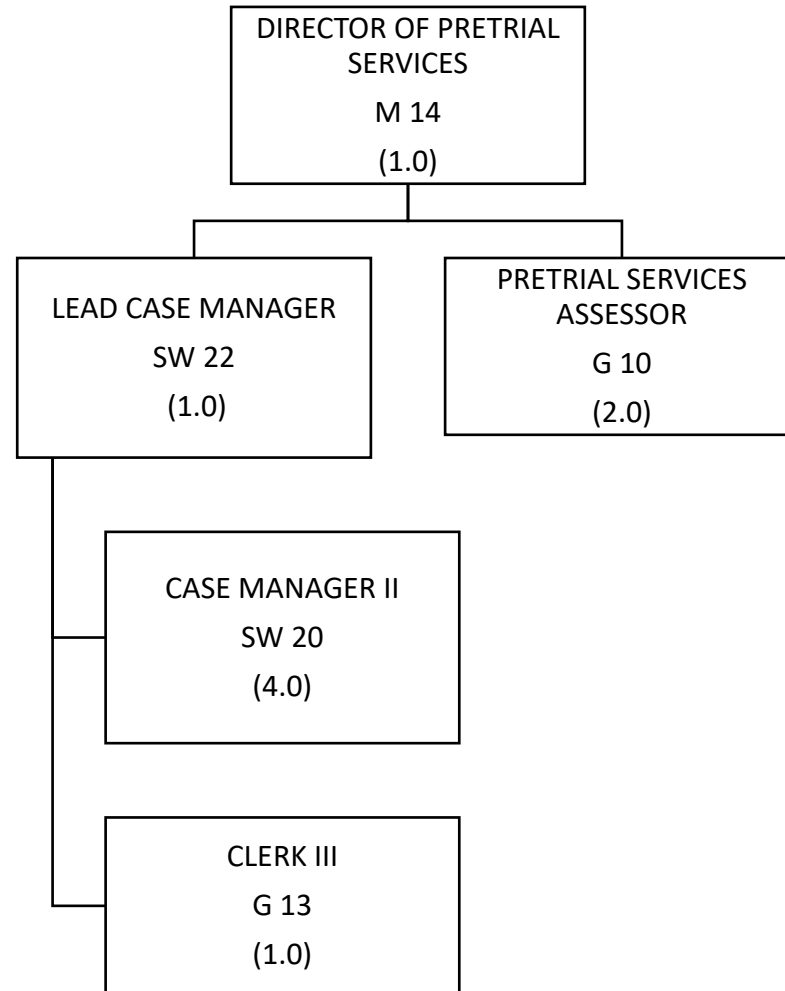 DIRECTOR OF PRETRIAL
SERVICES
M 14
(1.0)
LEAD CASE MANAGER
SW 22
(1.0)
PRETRIAL SERVICES
ASSESSOR
G 10
(2.0)
CASE MANAGER II
SW 20
(4.0)
CLERK III
G 13
(1.0)